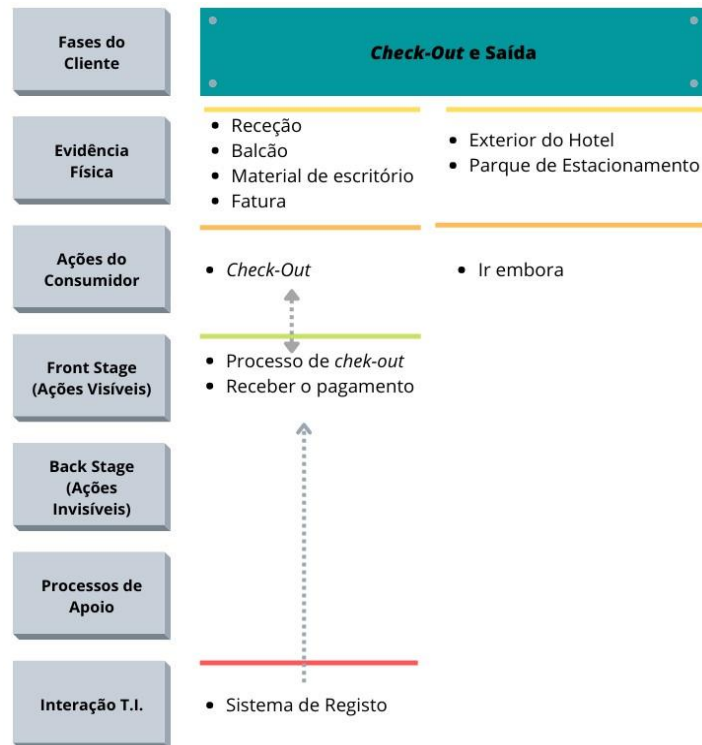 Fases do
Cliente
Check-Out e Saída
Evidência
Física
• Receção
• Balcão
• Material de escritório
• Fatura
• Exterior do Hotel
• Parque de Estacionamento
Ações do
Consumidor
• Check-Out
• Ir embora
Front Stage
(Ações Visíveis)
• Processo de chek-out
• Receber o pagamento
Back Stage
(Ações
Invisíveis)
Processos de
Apoio
Interação T.I.
• Sistema de Registo